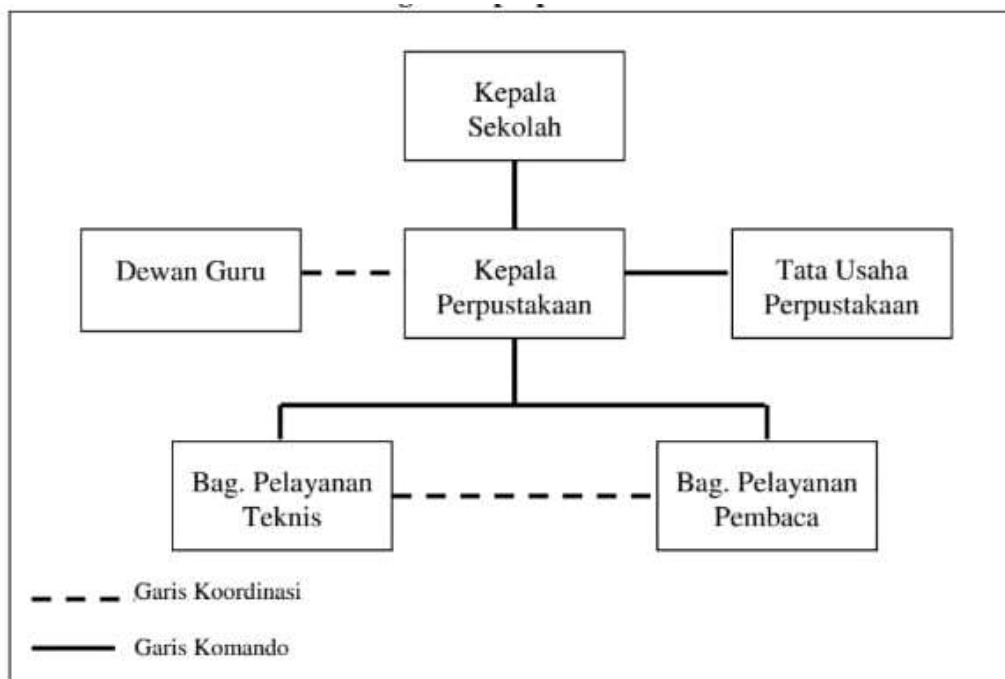 Kepala
Sekolah
Dewan Guru
Kepala
Perpustakaan
Tata Usaha
Perpustakaan
Bag. Pelayanan
Teknis
Bag. Pelayanan
Pembaca
Garis Koordinasi
Garis Komando